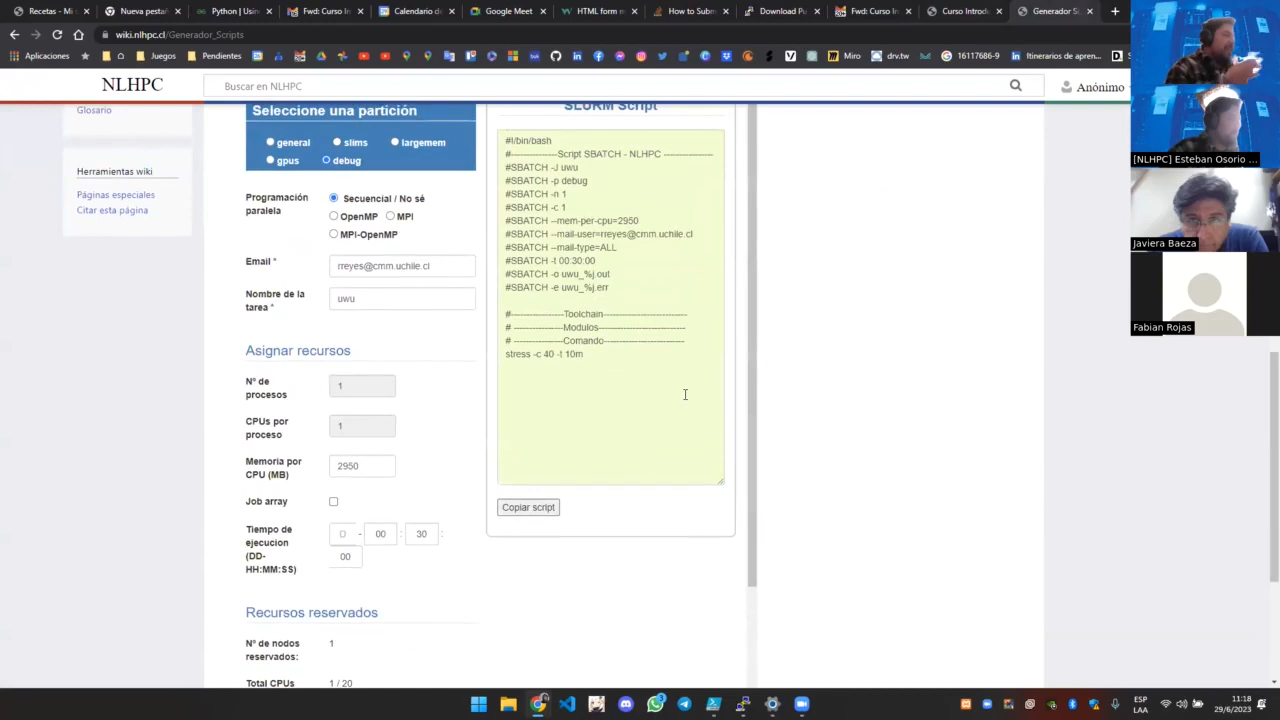 Recetas - Mi
Nueva pestañ
Python | Usin
Fwd: Curso In
Calendario de
Google Meet
HTML form m
How to Subm
Download Pu
Fwd: Curso In
Curso Introdu
Generador Sc
wiki.nlhpc.cl/Generador_Scripts
Aplicaciones
Juegos
Pendientes
Miro
drv.tw
16117686-9
Itinerarios de apren...
NLHPC
Buscar en NLHPC
Anónimo
Glosario
Herramientas wiki
Páginas especiales
Citar esta página
Seleccione una partición
general
slims
largemem
gpus
debug
Programación paralela
Secuencial / No sé
OpenMP
MPI
MPI-OpenMP
Email *
rreyes@cmm.uchile.cl
Nombre de la tarea *
uwu
Asignar recursos
Nº de procesos
1
CPUs por proceso
1
Memoria por CPU (MB)
2950
Job array
Tiempo de ejecucion (DD-HH:MM:SS)
D - 00 : 30 :
00
Recursos reservados
Nº de nodos reservados:
1
Total CPUs
1 / 20
SLURM Script
#!/bin/bash
#---------------Script SBATCH - NLHPC ----------------
#SBATCH -J uwu
#SBATCH -p debug
#SBATCH -n 1
#SBATCH -c 1
#SBATCH --mem-per-cpu=2950
#SBATCH --mail-user=rreyes@cmm.uchile.cl
#SBATCH --mail-type=ALL
#SBATCH -t 00:30:00
#SBATCH -o uwu_%j.out
#SBATCH -e uwu_%j.err
#-----------------Toolchain---------------------------
# ----------------Modulos----------------------------
# ----------------Comando--------------------------
stress -c 40 -t 10m
Copiar script
[NLHPC] Esteban Osorio ...
Javiera Baeza
Fabian Rojas
ESP
LAA
11:18
29/6/2023